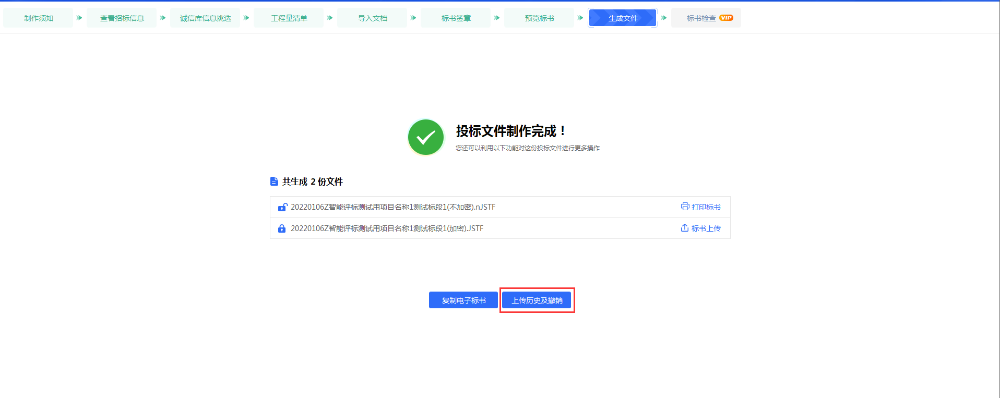 制作须知
查看招标信息
诚信库信息挑选
工程量清单
导入文档
标书签章
预览标书
生成文件
标书检查 VIP
投标文件制作完成！
您还可以利用以下功能对这份投标文件进行更多操作
共生成 2 份文件
20220106Z智能评标测试用项目名称1测试标段1(不加密).nJSTF
打印标书
20220106Z智能评标测试用项目名称1测试标段1(加密).JSTF
标书上传
复制电子标书
上传历史及撤销